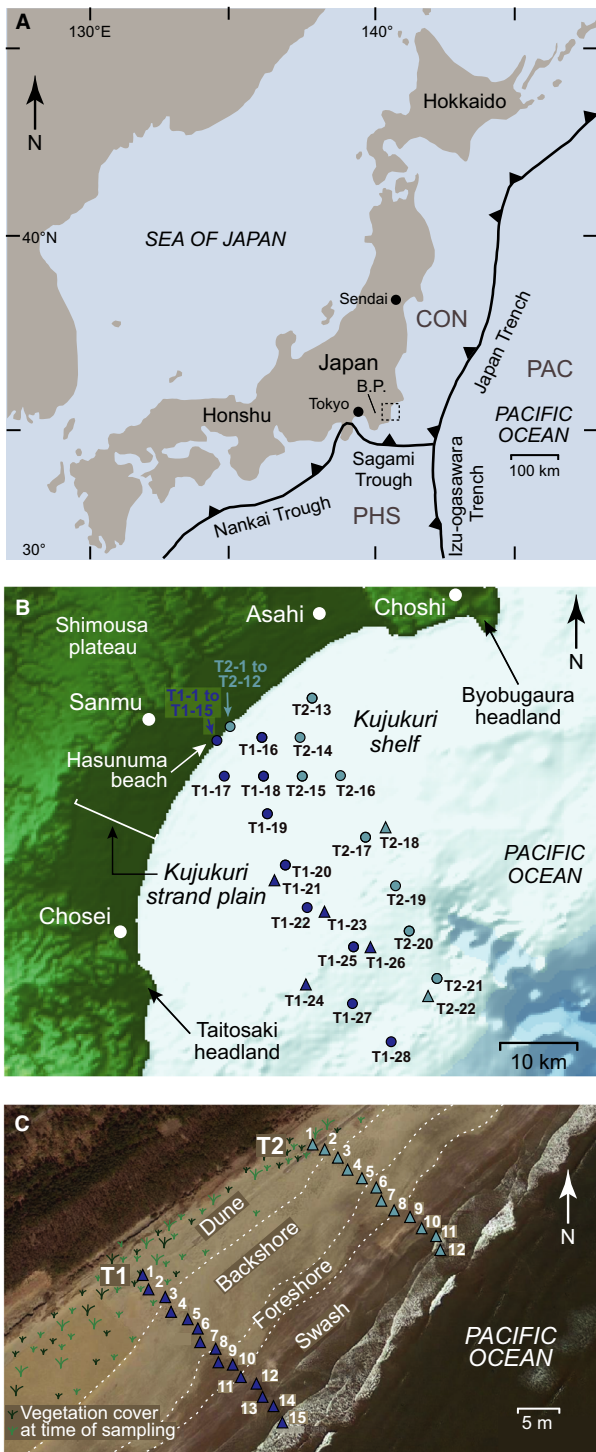 A
130°E
140°
N
Hokkaido
40°N
SEA OF JAPAN
Sendai
CON
Japan
B.P.
Tokyo
Honshu
Japan Trench
PAC
PACIFIC
OCEAN
100 km
Sagami
Trough
Nankai Trough
PHS
Izu-ogasawara
Trench
30°
B
Shimousa
plateau
Asahi
Choshi
N
Byobugaura
headland
Sanmu
T1-1 to
T1-15
T2-1 to
T2-12
Hasunuma
beach
Kujukuri
shelf
T2-13
T1-16
T2-14
T1-17
T1-18
T2-15
T2-16
T1-19
T2-17
T2-18
T1-20
T1-21
Kujukuri
strand plain
PACIFIC
OCEAN
T2-19
T1-22
T1-23
T2-20
Chosei
T1-25
T1-26
T2-21
T2-22
T1-24
T1-27
Taitosaki
headland
T1-28
10 km
C
T2
1
2
3
4
5
6
7
8
9
10
11
12
N
Dune
Backshore
Foreshore
Swash
T1
1
2
3
4
5
6
7
8
9
10
11
12
13
14
15
PACIFIC
OCEAN
Vegetation cover
at time of sampling
5 m